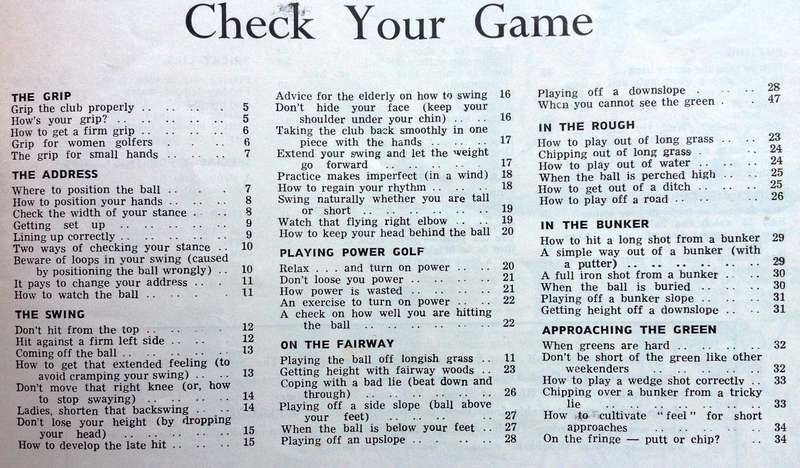 Check Your Game
THE GRIP
Grip the club properly .. .. .. . 5
How's your grip? .. .. .. .. .. 5
How to get a firm grip .. .. .. .. 6
Grip for women golfers .. .. .. . 6
The grip for small hands .. .. .. 7
THE ADDRESS
Where to position the ball .. .. .. 7
How to position your hands .. .. .. 8
Check the width of your stance .. .. 8
Getting set up .. .. .. .. .. 9
Lining up correctly .. .. .. .. .. 9
Two ways of checking your stance .. 10
Beware of loops in your swing (caused
by positioning the ball wrongly) .. 10
It pays to change your address .. .. 11
How to watch the ball .. .. .. .. 11
THE SWING
Don't hit from the top .. .. .. .. 12
Hit against a firm left side .. .. .. 12
Coming off the ball .. .. .. .. .. 13
How to get that extended feeling (to
avoid cramping your swing) .. .. 13
Don't move that right knee (or, how
to stop swaying) .. .. .. .. 14
Ladies, shorten that backswing .. .. 14
Don't lose your height (by dropping
your head) .. .. .. .. .. 15
How to develop the late hit .. .. .. 15
Advice for the elderly on how to swing 16
Don't hide your face (keep your
shoulder under your chin) .. .. 16
Taking the club back smoothly in one
piece with the hands .. .. .. 17
Extend your swing and let the weight
go forward .. .. .. .. .. 17
Practice makes imperfect (in a wind) 18
How to regain your rhythm .. .. .. 18
Swing naturally whether you are tall
or short .. .. .. .. .. .. 19
Watch that flying right elbow .. .. 19
How to keep your head behind the ball 20
PLAYING POWER GOLF
Relax . . . and turn on power .. .. 20
Don't loose you power .. .. .. .. 21
How power is wasted .. .. .. .. 21
An exercise to turn on power .. .. 22
A check on how well you are hitting
the ball .. .. .. .. .. .. 22
ON THE FAIRWAY
Playing the ball off longish grass .. .. 11
Getting height with fairway woods .. 23
Coping with a bad lie (beat down and
through) .. .. .. .. .. .. 26
Playing off a side slope (ball above
your feet) .. .. .. .. .. 27
When the ball is below your feet .. .. 27
Playing off an upslope .. .. .. .. 28
Playing off a downslope .. .. .. .. 28
When you cannot see the green .. .. 47
IN THE ROUGH
How to play out of long grass .. .. .. 23
Chipping out of long grass .. .. .. 24
How to play out of water .. .. .. 24
When the ball is perched high .. .. .. 25
How to get out of a ditch .. .. .. 25
How to play off a road .. .. .. .. 26
IN THE BUNKER
How to hit a long shot from a bunker 29
A simple way out of a bunker (with
a putter) .. .. .. .. .. .. 29
A full iron shot from a bunker .. .. 30
When the ball is buried .. .. .. .. 30
Playing off a bunker slope .. .. .. 31
Getting height off a downslope .. .. 31
APPROACHING THE GREEN
When greens are hard .. .. .. .. 32
Don't be short of the green like other
weekenders .. .. .. .. .. 32
How to play a wedge shot correctly .. 33
Chipping over a bunker from a tricky
lie .. .. .. .. .. .. .. 33
How to cultivate "feel" for short
approaches .. .. .. .. .. 34
On the fringe — putt or chip? .. .. 34